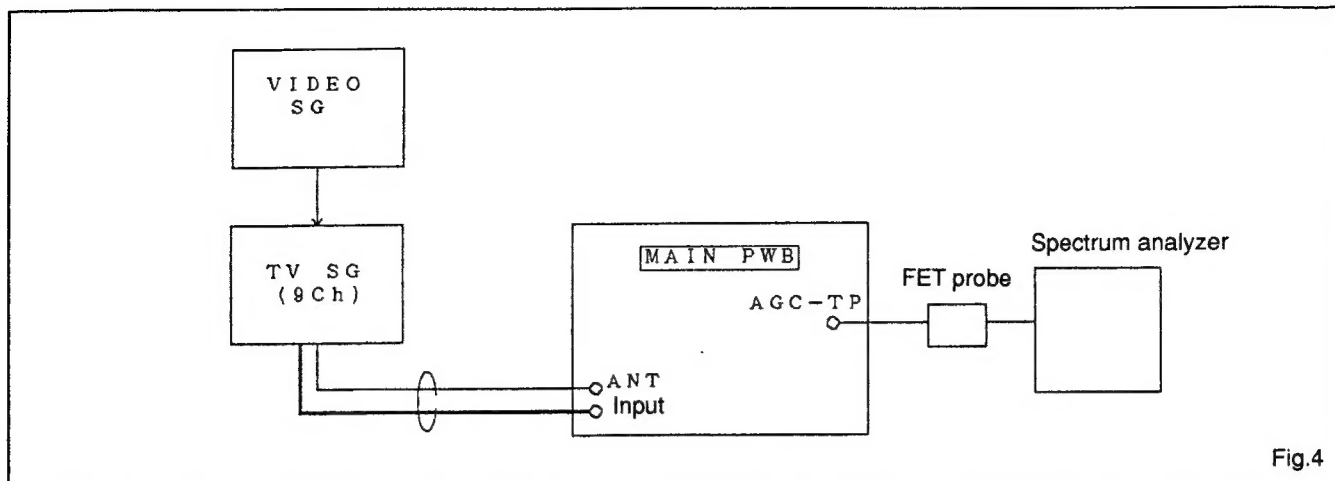 VIDEO
SG
TV SG
(9Ch)
MAIN PWB
AGC-TP
ANT
Input
FET probe
Spectrum analyzer
Fig.4